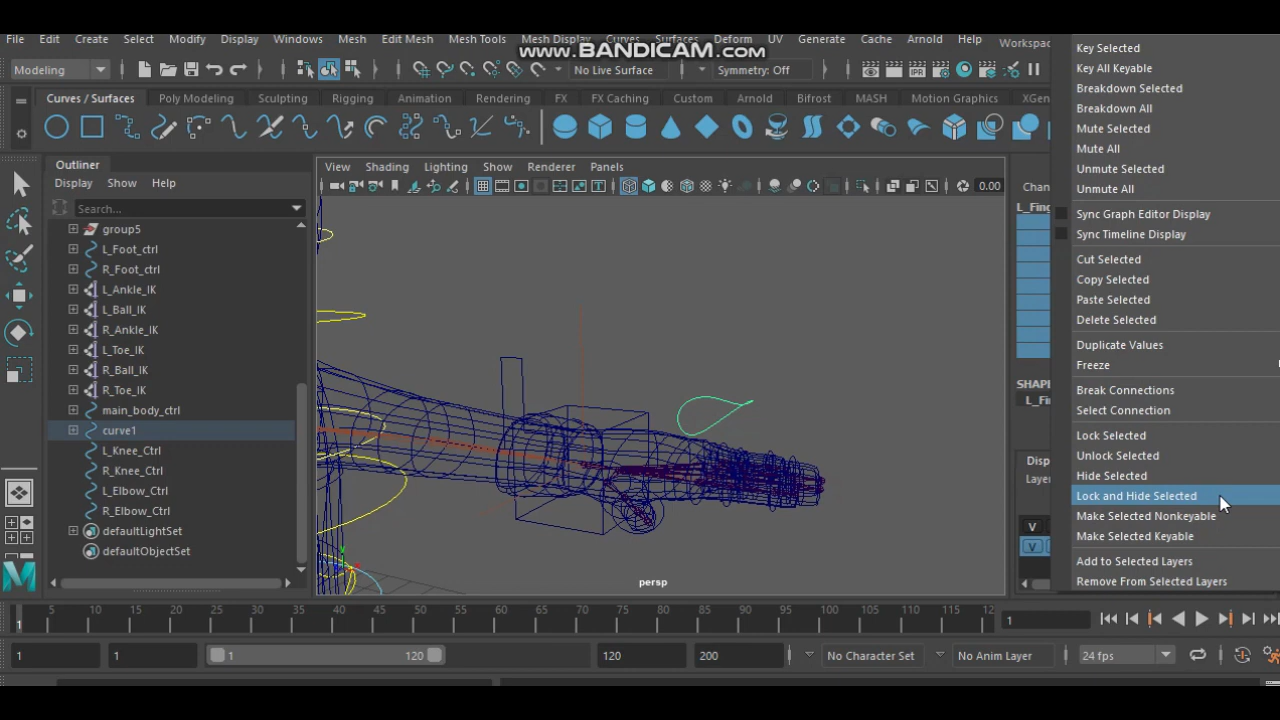 File Edit Create Select Modify Display Windows Mesh Edit Mesh Mesh Tools Mesh Display Curves Surfaces Deform UV Generate Cache Arnold Help
WWW.BANDICAM.COM
Modeling
No Live Surface
Symmetry: Off
IPR
Curves / Surfaces Poly Modeling Sculpting Rigging Animation Rendering FX FX Caching Custom Arnold Bifrost MASH Motion Graphics
Outliner
Display Show Help
Search...
group5
L_Foot_ctrl
R_Foot_ctrl
L_Ankle_IK
L_Ball_IK
R_Ankle_IK
L_Toe_IK
R_Ball_IK
R_Toe_IK
main_body_ctrl
curve1
L_Knee_Ctrl
R_Knee_Ctrl
L_Elbow_Ctrl
R_Elbow_Ctrl
defaultLightSet
defaultObjectSet
View Shading Lighting Show Renderer Panels
0.00
persp
y
SHAP
V
V
Key Selected
Key All Keyable
Breakdown Selected
Breakdown All
Mute Selected
Mute All
Unmute Selected
Unmute All
Sync Graph Editor Display
Sync Timeline Display
Cut Selected
Copy Selected
Paste Selected
Delete Selected
Duplicate Values
Freeze
Break Connections
Select Connection
Lock Selected
Unlock Selected
Hide Selected
Lock and Hide Selected
Make Selected Nonkeyable
Make Selected Keyable
Add to Selected Layers
Remove From Selected Layers
1 5 10 15 20 25 30 35 40 45 50 55 60 65 70 75 80 85 90 95 100 105 110 115 12
1
1 1 1 120 120 200 No Character Set No Anim Layer 24 fps